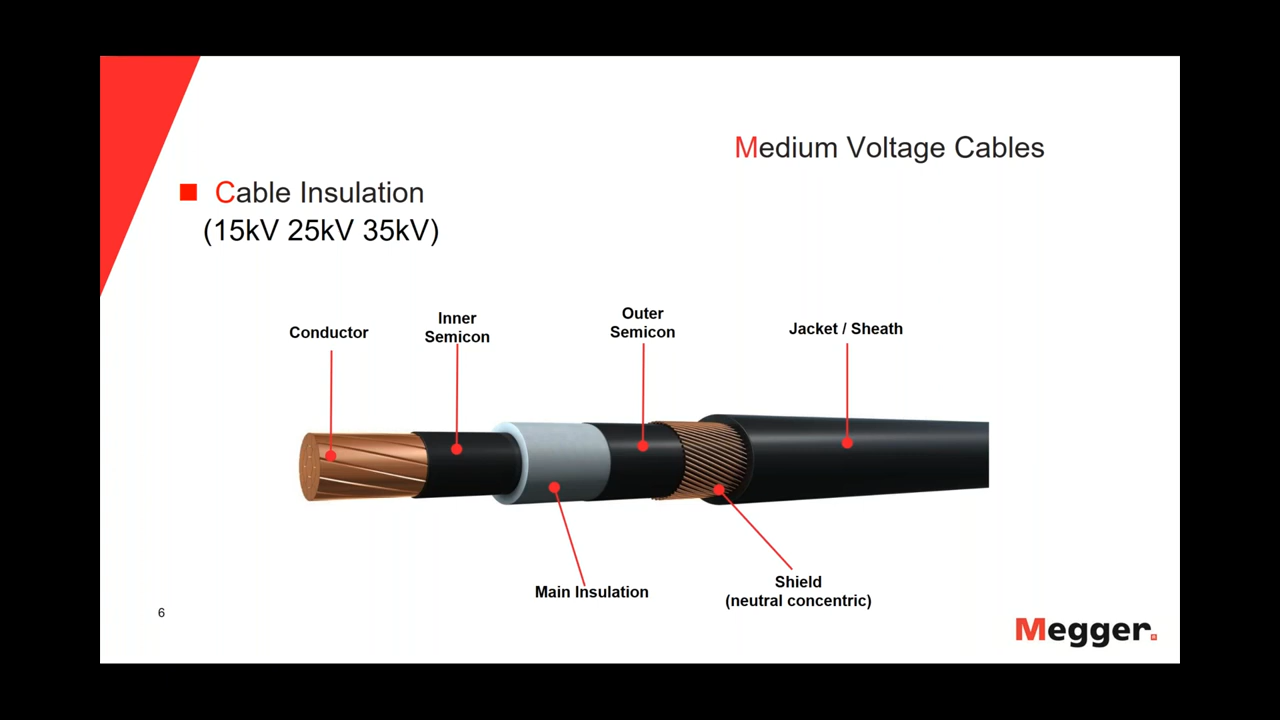 Medium Voltage Cables
Cable Insulation
(15kV 25kV 35kV)
Conductor
Inner
Semicon
Outer
Semicon
Jacket / Sheath
Main Insulation
Shield
(neutral concentric)
6
Megger.